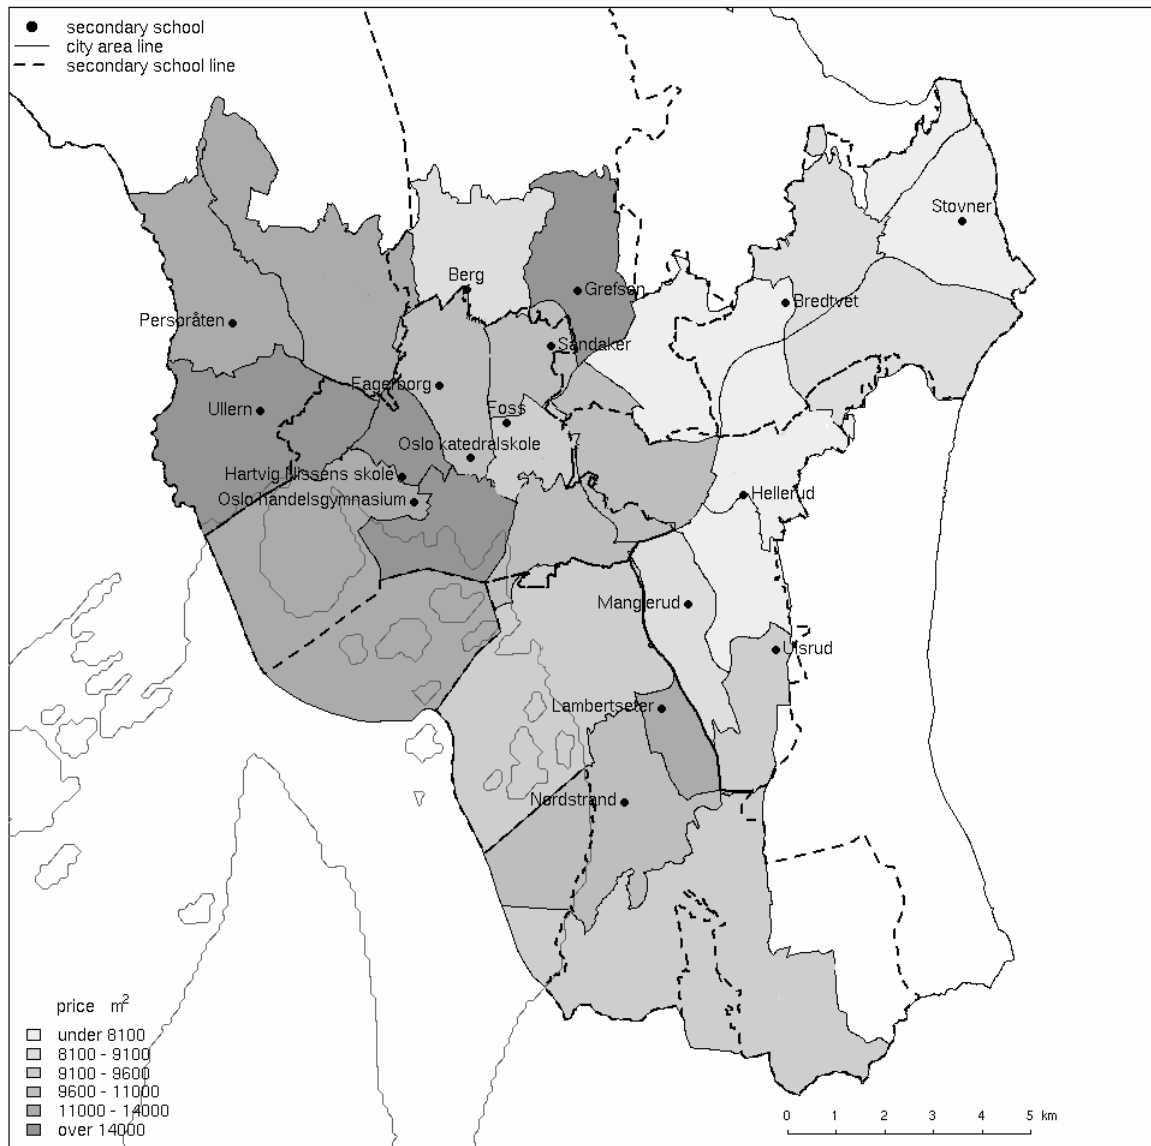 secondary school
city area line
secondary school line
Stovner
Berg
Grefsen
Bredtvet
Persbråten
Sandaker
Fagerborg
Ullern
Foss
Oslo katedralskole
Hartvig Nissens skole
Oslo handelsgymnasium
Hellerud
Manglerud
Ulsrud
Lambertseter
Nordstrand
price m²
under 8100
8100 - 9100
9100 - 9600
9600 - 11000
11000 - 14000
over 14000
0 1 2 3 4 5 km